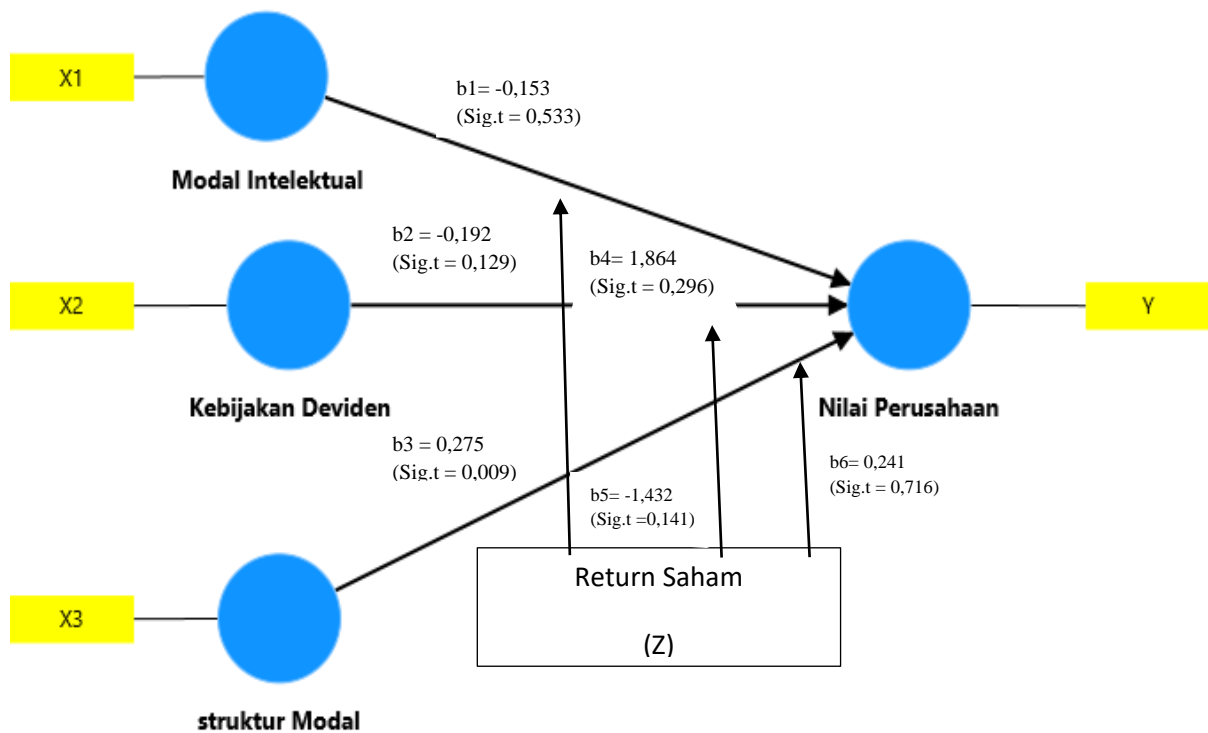 X1
b1= -0,153
(Sig.t = 0,533)
Modal Intelektual
b2 = -0,192
(Sig.t = 0,129)
b4= 1,864
(Sig.t = 0,296)
X2
Y
Kebijakan Deviden
Nilai Perusahaan
b3 = 0,275
(Sig.t = 0,009)
b6= 0,241
(Sig.t = 0,716)
b5= -1,432
(Sig.t =0,141)
Return Saham
(Z)
X3
struktur Modal